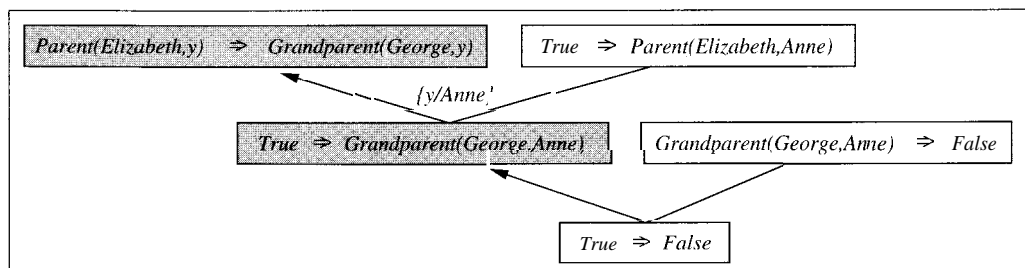 Parent(Elizabeth,y) ⇒ Grandparent(George,y)
True ⇒ Parent(Elizabeth,Anne)
{y/Anne}
True ⇒ Grandparent(George,Anne)
Grandparent(George,Anne) ⇒ False
True ⇒ False